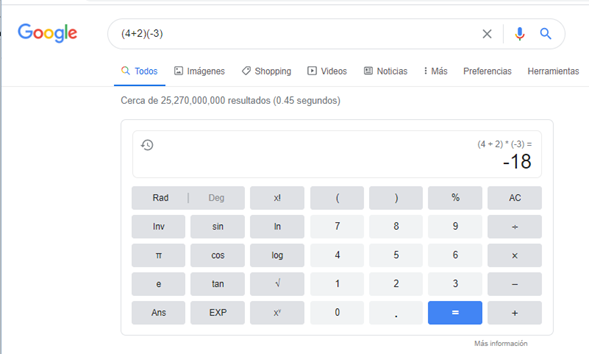 Google
(4+2)(-3)
Todos Imágenes Shopping Videos Noticias Más Preferencias Herramientas
Cerca de 25,270,000,000 resultados (0.45 segundos)
(4 + 2) * (-3) =
-18
Rad | Deg x! ( ) % AC
Inv sin ln 7 8 9 ÷
π cos log 4 5 6 ×
e tan √ 1 2 3 −
Ans EXP xʸ 0 . = +
Más información